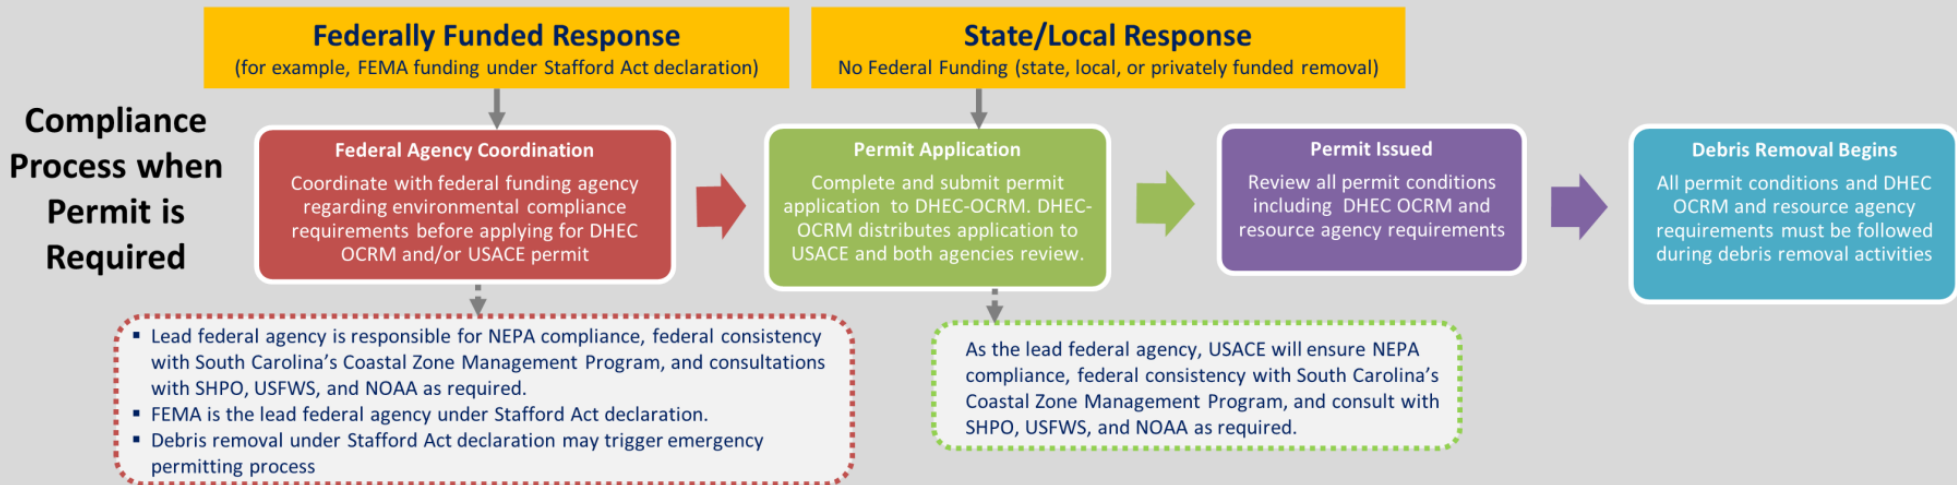 Federally Funded Response
(for example, FEMA funding under Stafford Act declaration)
State/Local Response
No Federal Funding (state, local, or privately funded removal)
Compliance
Process when
Permit is
Required
Federal Agency Coordination
Coordinate with federal funding agency
regarding environmental compliance
requirements before applying for DHEC
OCRM and/or USACE permit
Permit Application
Complete and submit permit
application to DHEC-OCRM. DHEC-
OCRM distributes application to
USACE and both agencies review.
Permit Issued
Review all permit conditions
including DHEC OCRM and
resource agency requirements
Debris Removal Begins
All permit conditions and DHEC
OCRM and resource agency
requirements must be followed
during debris removal activities
▪ Lead federal agency is responsible for NEPA compliance, federal consistency
with South Carolina’s Coastal Zone Management Program, and consultations
with SHPO, USFWS, and NOAA as required.
▪ FEMA is the lead federal agency under Stafford Act declaration.
▪ Debris removal under Stafford Act declaration may trigger emergency
permitting process
As the lead federal agency, USACE will ensure NEPA
compliance, federal consistency with South Carolina’s
Coastal Zone Management Program, and consult with
SHPO, USFWS, and NOAA as required.